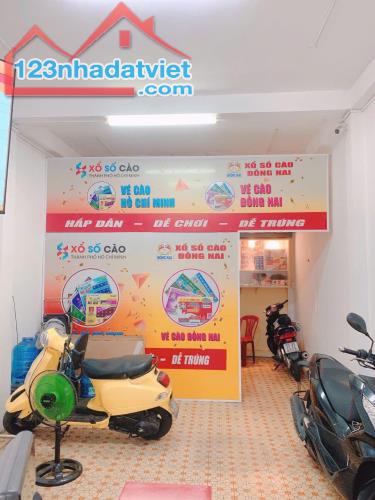 123nhadatviet.com
XỔ SỐ CÀO
THÀNH PHỐ HỒ CHÍ MINH
XỔ SỐ CÀO
ĐỒNG NAI
VÉ CÀO
HỒ CHÍ MINH
VÉ CÀO
ĐỒNG NAI
HẤP DẪN - DỄ CHƠI - DỄ TRÚNG
XỔ SỐ CÀO
THÀNH PHỐ HỒ CHÍ MINH
XỔ SỐ CÀO
ĐỒNG NAI
VÉ CÀO ĐỒNG NAI
- DỄ TRÚNG